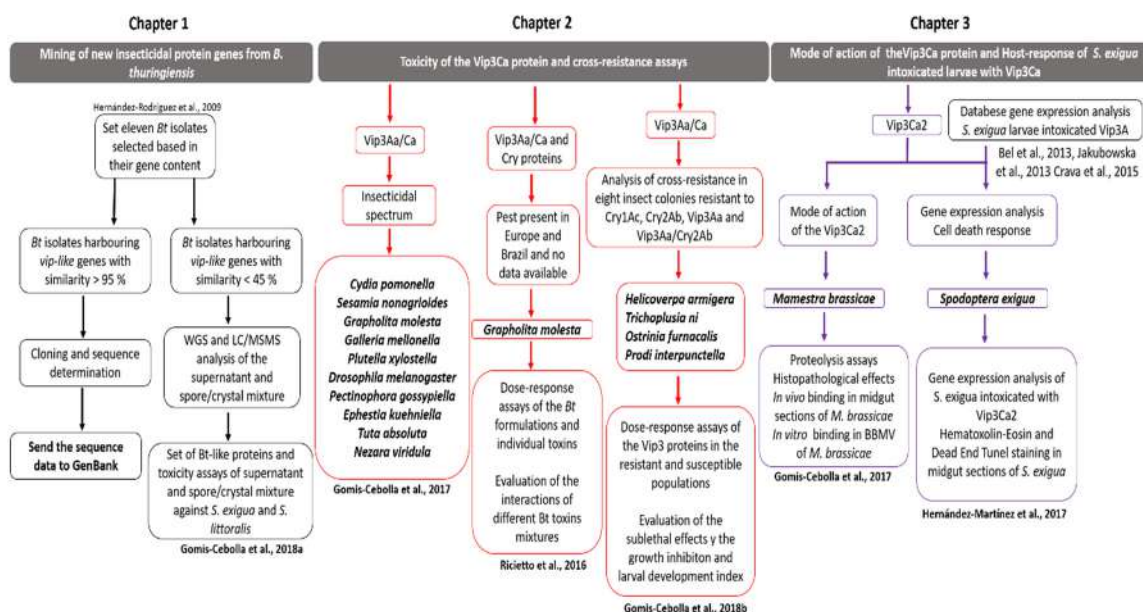 Chapter 1
Mining of new insecticidal protein genes from B.
thuringiensis
Hernández-Rodríguez et al., 2009
Set eleven Bt isolates
selected based in
their gene content
Bt isolates harbouring
vip-like genes with
similarity > 95 %
Bt isolates harbouring
vip-like genes with
similarity < 45 %
Cloning and sequence
determination
WGS and LC/MSMS
analysis of the
supernatant and
spore/crystal mixture
Send the sequence
data to GenBank
Set of Bt-like proteins and
toxicity assays of supernatant
and spore/crystal mixture
against S. exigua and S.
littoralis
Gomis-Cebolla et al., 2018a
Chapter 2
Toxicity of the Vip3Ca protein and cross-resistance assays
Vip3Aa/Ca
Insecticidal
spectrum
Cydia pomonella
Sesamia nonagrioides
Grapholita molesta
Galleria mellonella
Plutella xylostella
Drosophila melanogaster
Pectinophora gossypiella
Ephestia kuehniella
Tuta absoluta
Nezara viridula
Gomis-Cebolla et al., 2017
Vip3Aa/Ca and
Cry proteins
Pest present in
Europe and
Brazil and no
data available
Grapholita molesta
Dose-response
assays of the Bt
formulations and
individual toxins
Evaluation of the
interactions of
different Bt toxins
mixtures
Ricietto et al., 2016
Vip3Aa/Ca
Analysis of cross-resistance in
eight insect colonies resistant to
Cry1Ac, Cry2Ab, Vip3Aa and
Vip3Aa/Cry2Ab
Helicoverpa armigera
Trichoplusia ni
Ostrinia furnacalis
Prodi interpunctella
Dose-response assays of
the Vip3 proteins in the
resistant and susceptible
populations
Evaluation of the
sublethal effects y the
growth inhibiton and
larval development index
Gomis-Cebolla et al., 2018b
Chapter 3
Mode of action of theVip3Ca protein and Host-response of S. exigua
intoxicated larvae with Vip3Ca
Vip3Ca2
Databese gene expression analysis
S. exigua larvae intoxicated Vip3A
Bel et al., 2013, Jakubowska
et al., 2013 Crava et al., 2015
Mode of action
of the Vip3Ca2
Gene expression analysis
Cell death response
Mamestra brassicae
Spodoptera exigua
Proteolysis assays
Histopathological effects
In vivo binding in midgut
sections of M. brassicae
In vitro binding in BBMV
of M. brassicae
Gomis-Cebolla et al., 2017
Gene expression analysis of
S. exigua intoxicated with
Vip3Ca2
Hematoxolin-Eosin and
Dead End Tunel staining in
midgut sections of S. exigua
Hernández-Martínez et al., 2017